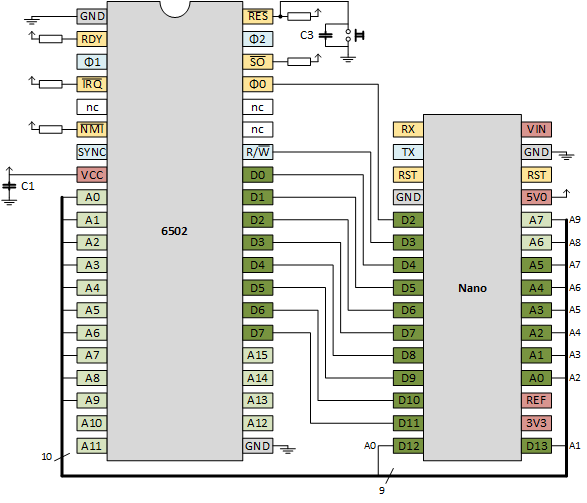 GND
RDY
Φ1
IRQ
nc
NMI
SYNC
VCC
A0
A1
A2
A3
A4
A5
A6
A7
A8
A9
A10
A11
C1
10
6502
RES
Φ2
SO
Φ0
nc
nc
R/W
D0
D1
D2
D3
D4
D5
D6
D7
A15
A14
A13
A12
GND
C3
RX
TX
RST
GND
D2
D3
D4
D5
D6
D7
D8
D9
D10
D11
D12
A0
9
Nano
VIN
GND
RST
5V0
A7 A9
A6 A8
A5 A7
A4 A6
A3 A5
A2 A4
A1 A3
A0 A2
REF
3V3
D13 A1